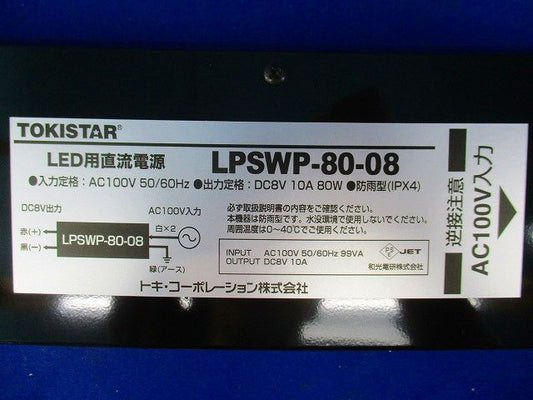 TOKISTAR®
LED用直流電源 LPSWP-80-08
●入力定格：AC100V 50/60Hz ●出力定格：DC8V 10A 80W ●防雨型(IPX4)
DC8V出力
AC100V入力
赤(+)
黒(−)
LPSWP-80-08
白×2
緑(アース)
必ず取扱説明書の内容をご確認ください。
本機器は防雨型です。水没環境で使用しないでください。
周囲温度は0～40℃でご使用ください。
INPUT AC100V 50/60Hz 99VA
OUTPUT DC8V 10A
PS
E
JET
和光電研株式会社
トキ・コーポレーション株式会社
逆接注意
AC100V入力